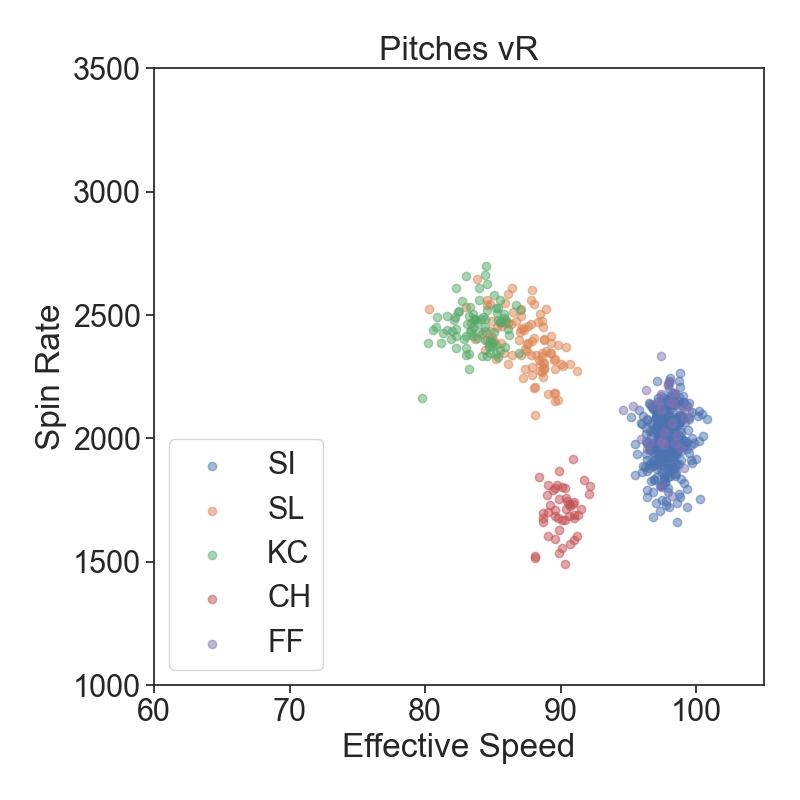 Pitches vR
3500
3000
2500
2000
1500
1000
Spin Rate
SI
SL
KC
CH
FF
60 70 80 90 100
Effective Speed